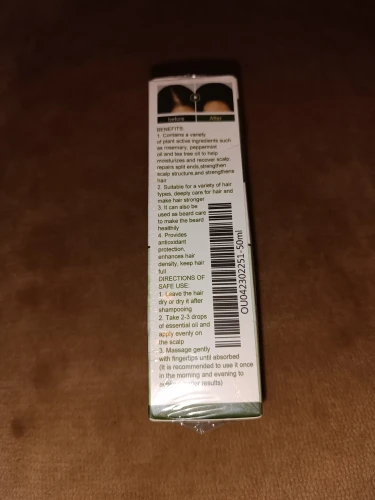 before After
BENEFITS:
1. Contains a variety
of plant active ingredients such
as rosemary, peppermint
oil and tea tree oil to help
moisturize and recover scalp,
repairs split ends,strengthen
scalp structure,and strengthens
hair
2. Suitable for a variety of hair
types, deeply care for hair and
make hair stronger
3. It can also be
used as beard care
to make the beard
healthily
4. Provides
antioxidant
protection,
enhances hair
density, keep hair
full
DIRECTIONS OF
SAFE USE:
1. Leave the hair
dry or dry it after
shampooing
2. Take 2-3 drops
of essential oil and
apply evenly on
the scalp
3. Massage gently
with fingertips until absorbed
(It is recommended to use it once
in the morning and evening to
results)
OU042302251-50ml